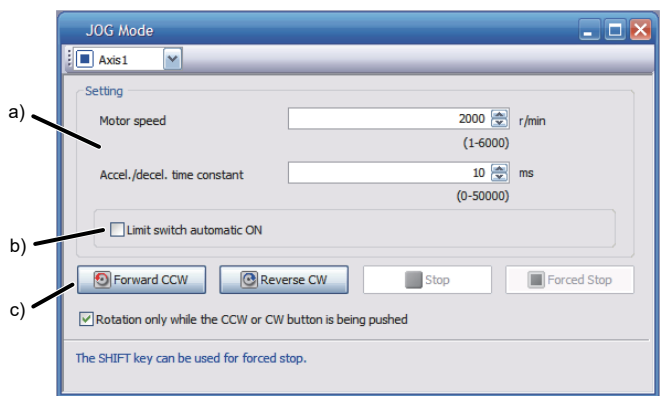 JOG Mode
Axis1
Setting
a)
Motor speed 2000 r/min
(1-6000)
Accel./decel. time constant 10 ms
(0-50000)
b)
Limit switch automatic ON
c)
Forward CCW Reverse CW Stop Forced Stop
Rotation only while the CCW or CW button is being pushed
The SHIFT key can be used for forced stop.